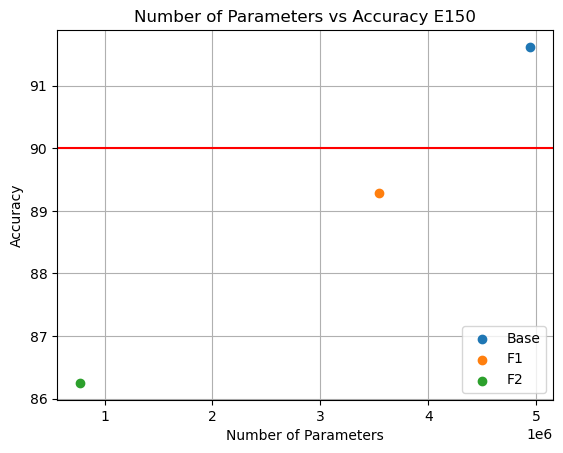 Number of Parameters vs Accuracy E150
Accuracy
91
90
89
88
87
86
Base
F1
F2
1
2
3
4
5
1e6
Number of Parameters